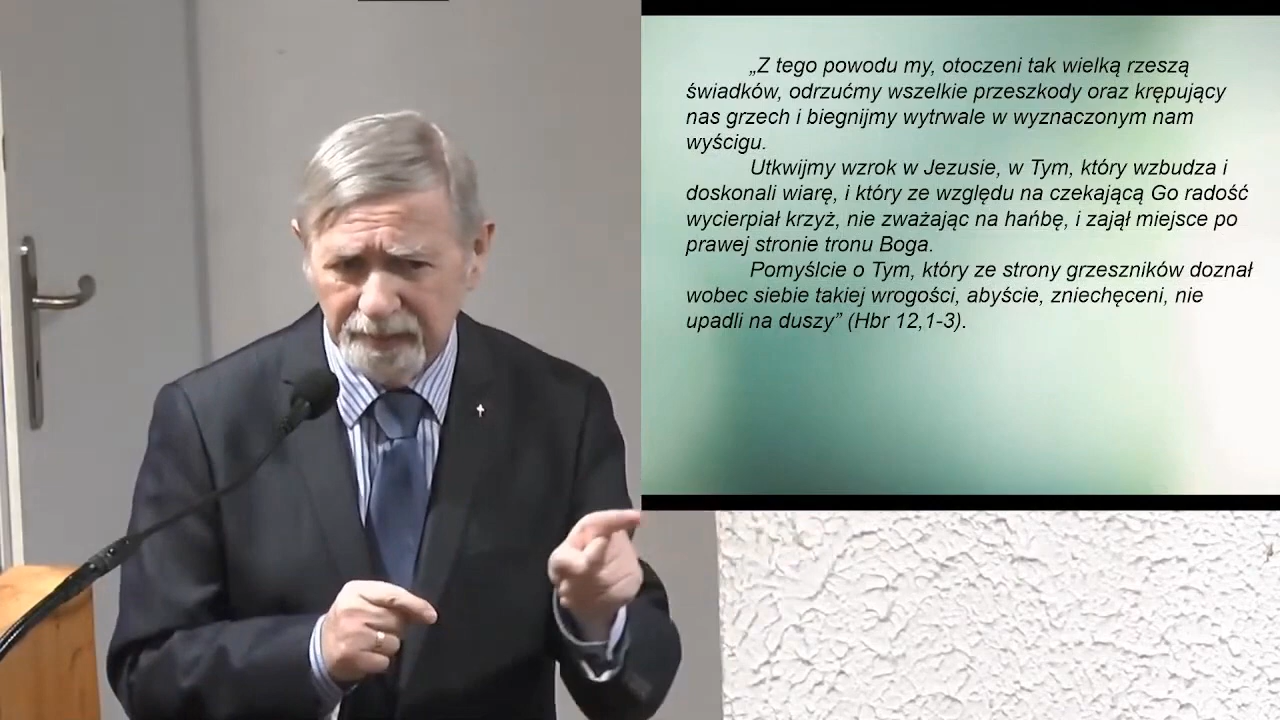 „Z tego powodu my, otoczeni tak wielką rzeszą
świadków, odrzućmy wszelkie przeszkody oraz krępujący
nas grzech i biegnijmy wytrwale w wyznaczonym nam
wyścigu.
Utkwijmy wzrok w Jezusie, w Tym, który wzbudza i
doskonali wiarę, i który ze względu na czekającą Go radość
wycierpiał krzyż, nie zważając na hańbę, i zajął miejsce po
prawej stronie tronu Boga.
Pomyślcie o Tym, który ze strony grzeszników doznał
wobec siebie takiej wrogości, abyście, zniechęceni, nie
upadli na duszy” (Hbr 12,1-3).